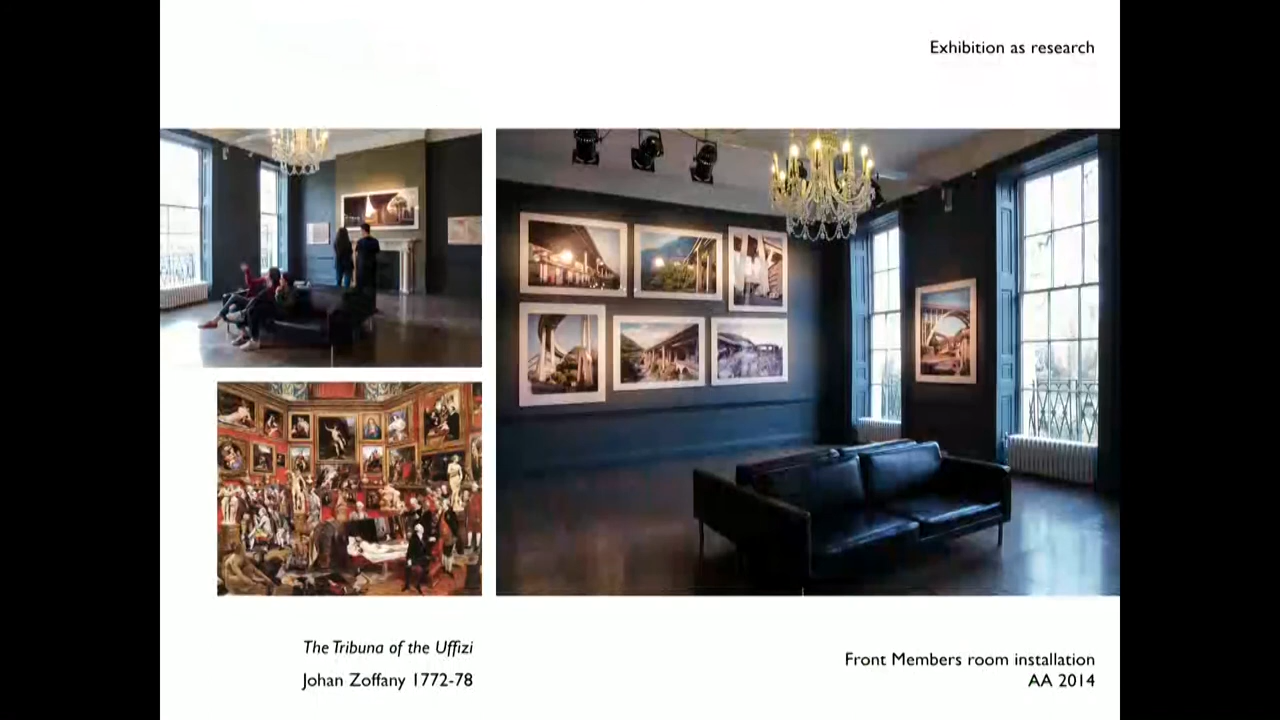 Exhibition as research
The Tribuna of the Uffizi
Johan Zoffany 1772-78
Front Members room installation
AA 2014